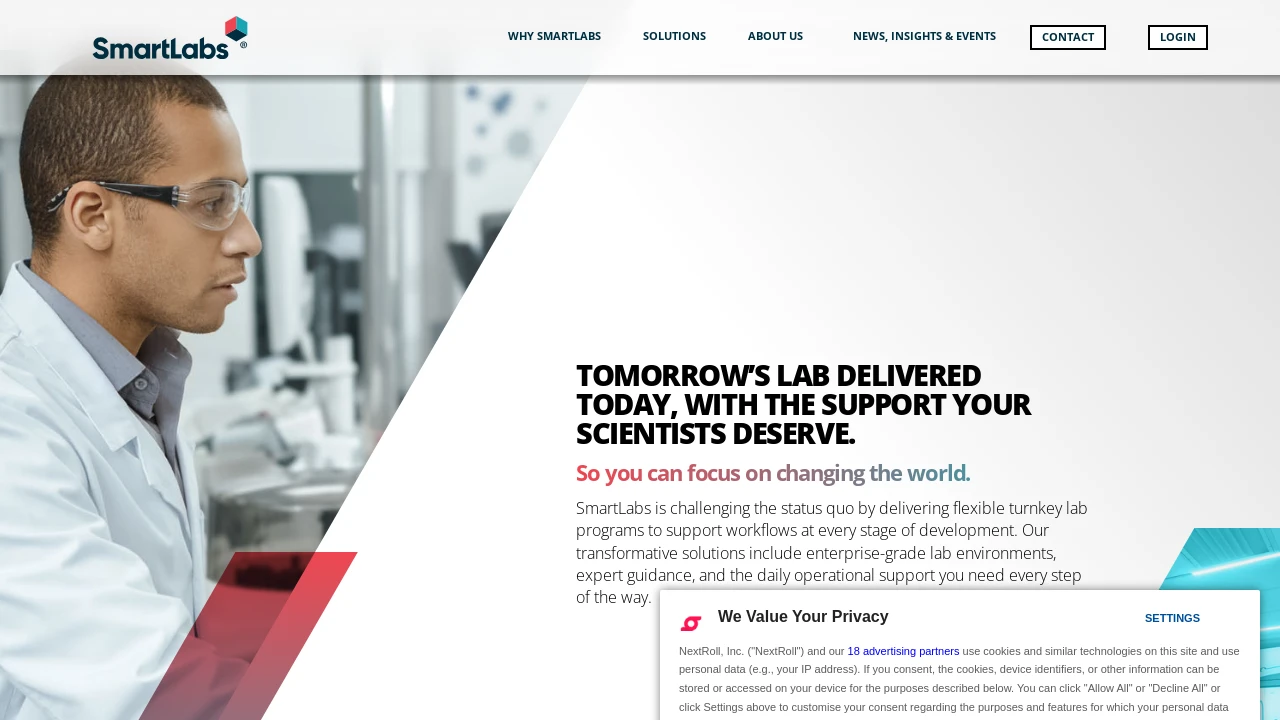 SmartLabs®
WHY SMARTLABS
SOLUTIONS
ABOUT US
NEWS, INSIGHTS & EVENTS
CONTACT
LOGIN
TOMORROW’S LAB DELIVERED
TODAY, WITH THE SUPPORT YOUR
SCIENTISTS DESERVE.
So you can focus on changing the world.
SmartLabs is challenging the status quo by delivering flexible turnkey lab
programs to support workflows at every stage of development. Our
transformative solutions include enterprise-grade lab environments,
expert guidance, and the daily operational support you need every step
of the way.
We Value Your Privacy
SETTINGS
NextRoll, Inc. ("NextRoll") and our 18 advertising partners use cookies and similar technologies on this site and use
personal data (e.g., your IP address). If you consent, the cookies, device identifiers, or other information can be
stored or accessed on your device for the purposes described below. You can click "Allow All" or "Decline All" or
click Settings above to customise your consent regarding the purposes and features for which your personal data